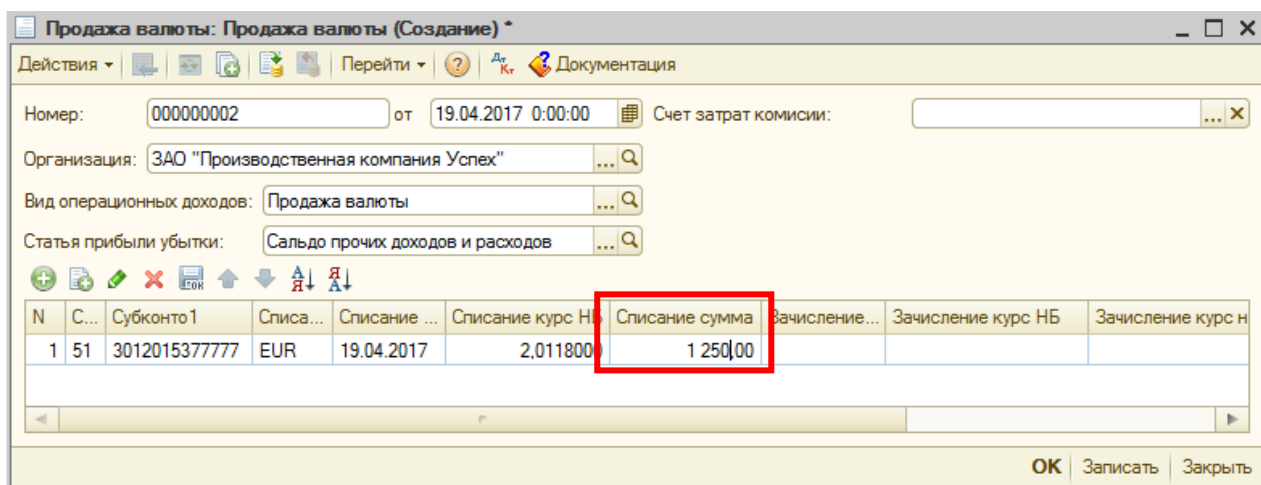 Продажа валюты: Продажа валюты (Создание) *
Действия Перейти Дт Кт Документация
Номер: 000000002 от 19.04.2017 0:00:00 Счет затрат комисии:
Организация: ЗАО "Производственная компания Успех"
Вид операционных доходов: Продажа валюты
Статья прибыли убытки: Сальдо прочих доходов и расходов
N С... Субконто1 Списа... Списание ... Списание курс НБ Списание сумма Зачисление... Зачисление курс НБ Зачисление курс н
1 51 3012015377777 EUR 19.04.2017 2,0118000 1 250,00
OK Записать Закрыть